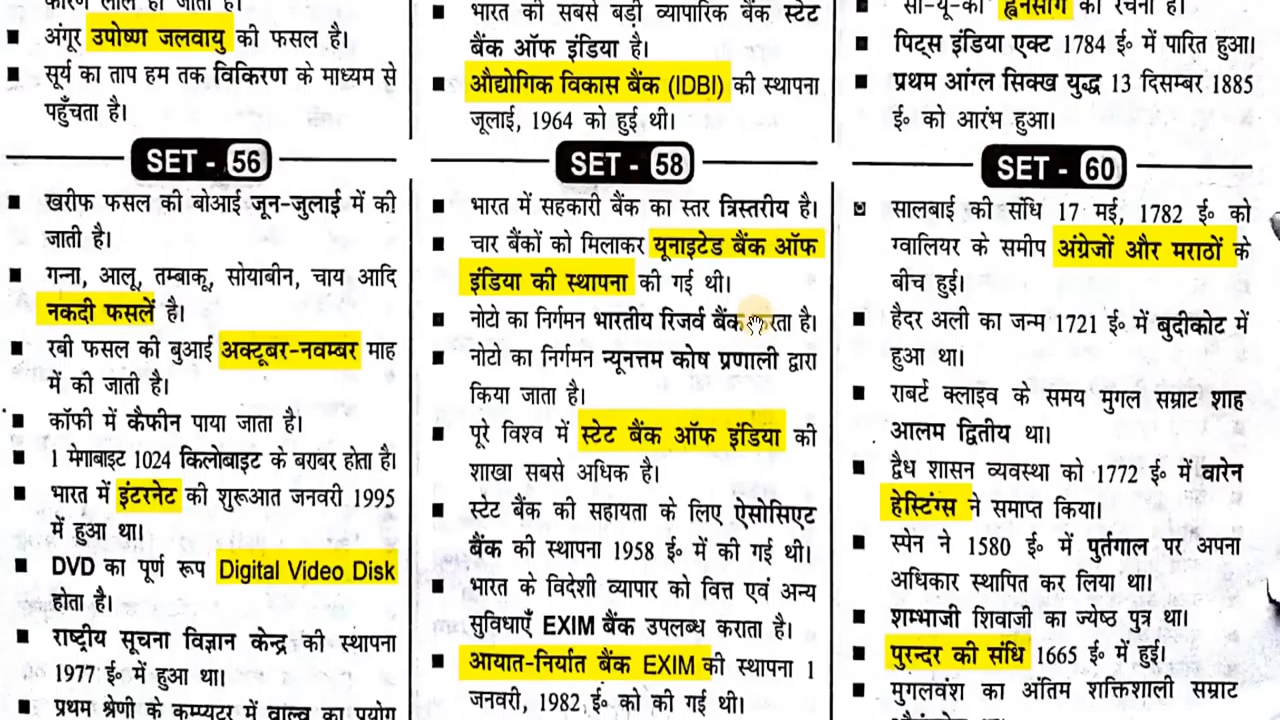 कारण लाल हो जाता है।
▪ अंगूर उपोष्ण जलवायु की फसल है।
▪ सूर्य का ताप हम तक विकिरण के माध्यम से
पहुँचता है।
SET - 56
▪ खरीफ फसल की बोआई जून-जुलाई में की
जाती है।
▪ गन्ना, आलू, तम्बाकू, सोयाबीन, चाय आदि
नकदी फसलें है।
▪ रबी फसल की बुआई अक्टूबर-नवम्बर माह
में की जाती है।
▪ कॉफी में कैफीन पाया जाता है।
▪ 1 मेगाबाइट 1024 किलोबाइट के बराबर होता है।
▪ भारत में इंटरनेट की शुरूआत जनवरी 1995
में हुआ था।
▪ DVD का पूर्ण रूप Digital Video Disk
होता है।
▪ राष्ट्रीय सूचना विज्ञान केन्द्र की स्थापना
1977 ई० में हुआ था।
▪ प्रथम श्रेणी के कम्प्यूटर में वाल्व का प्रयोग
▪ भारत की सबसे बड़ी व्यापारिक बैंक स्टेट
बैंक ऑफ इंडिया है।
▪ औद्योगिक विकास बैंक (IDBI) की स्थापना
जूलाई, 1964 को हुई थी।
SET - 58
▪ भारत में सहकारी बैंक का स्तर त्रिस्तरीय है।
▪ चार बैंकों को मिलाकर यूनाइटेड बैंक ऑफ
इंडिया की स्थापना की गई थी।
▪ नोटो का निर्गमन भारतीय रिजर्व बैंक करता है।
▪ नोटो का निर्गमन न्यूनत्तम कोष प्रणाली द्वारा
किया जाता है।
▪ पूरे विश्व में स्टेट बैंक ऑफ इंडिया की
शाखा सबसे अधिक है।
▪ स्टेट बैंक की सहायता के लिए ऐसोसिएट
बैंक की स्थापना 1958 ई० में की गई थी।
▪ भारत के विदेशी व्यापार को वित्त एवं अन्य
सुविधाएँ EXIM बैंक उपलब्ध कराता है।
▪ आयात-निर्यात बैंक EXIM की स्थापना 1
जनवरी, 1982 ई० को की गई थी।
▪ सी-यू-की ह्वेनसांग की रचना है।
▪ पिट्स इंडिया एक्ट 1784 ई० में पारित हुआ।
▪ प्रथम आंग्ल सिक्ख युद्ध 13 दिसम्बर 1885
ई० को आरंभ हुआ।
SET - 60
▪ सालबाई की संधि 17 मई, 1782 ई० को
ग्वालियर के समीप अंग्रेजों और मराठों के
बीच हुई।
▪ हैदर अली का जन्म 1721 ई० में बुदीकोट में
हुआ था।
▪ राबर्ट क्लाइव के समय मुगल सम्राट शाह
आलम द्वितीय था।
▪ द्वैध शासन व्यवस्था को 1772 ई० में वारेन
हेस्टिंग्स ने समाप्त किया।
▪ स्पेन ने 1580 ई० में पुर्तगाल पर अपना
अधिकार स्थापित कर लिया था।
▪ शम्भाजी शिवाजी का ज्येष्ठ पुत्र था।
▪ पुरन्दर की संधि 1665 ई० में हुई।
▪ मुगलवंश का अंतिम शक्तिशाली सम्राट